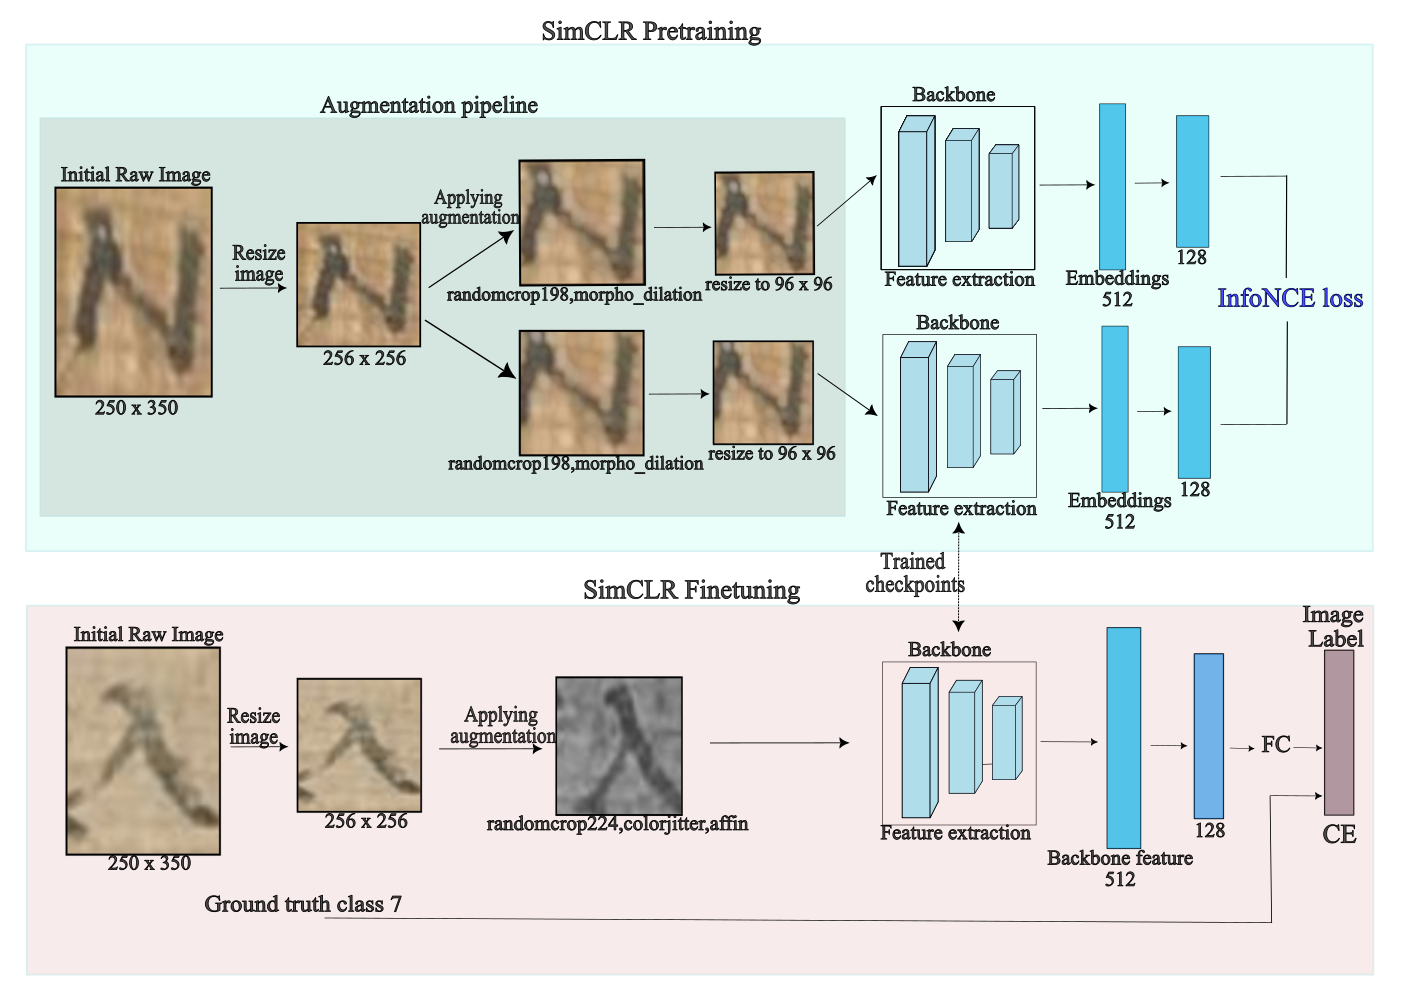 SimCLR Pretraining
Augmentation pipeline
Initial Raw Image
250 x 350
Resize
image
256 x 256
Applying
augmentation
randomcrop198,morpho_dilation
resize to 96 x 96
randomcrop198,morpho_dilation
resize to 96 x 96
Backbone
Feature extraction
Embeddings
512
128
Backbone
Feature extraction
Embeddings
512
128
InfoNCE loss
Trained
checkpoints
SimCLR Finetuning
Initial Raw Image
250 x 350
Resize
image
256 x 256
Applying
augmentation
randomcrop224,colorjitter,affin
Backbone
Feature extraction
Backbone feature
512
128
FC
Image
Label
CE
Ground truth class 7